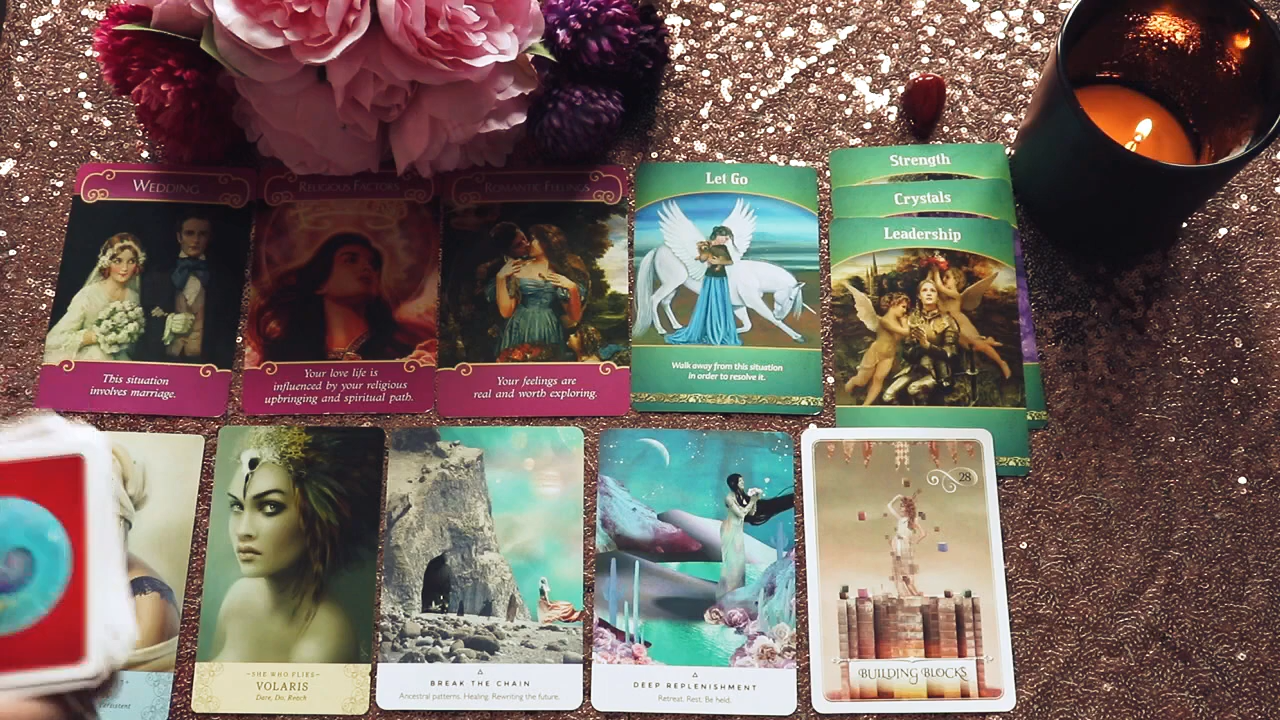 WEDDING
This situation
involves marriage.
RELIGIOUS FACTORS
Your love life is
influenced by your religious
upbringing and spiritual path.
ROMANTIC FEELINGS
Your feelings are
real and worth exploring.
Let Go
Walk away from this situation
in order to resolve it.
Strength
Crystals
Leadership
~SHE WHO FLIES~
VOLARIS
Dare, Do, Reach
BREAK THE CHAIN
Ancestral patterns. Healing. Rewriting the future.
DEEP REPLENISHMENT
Retreat. Rest. Be held.
28
BUILDING BLOCKS